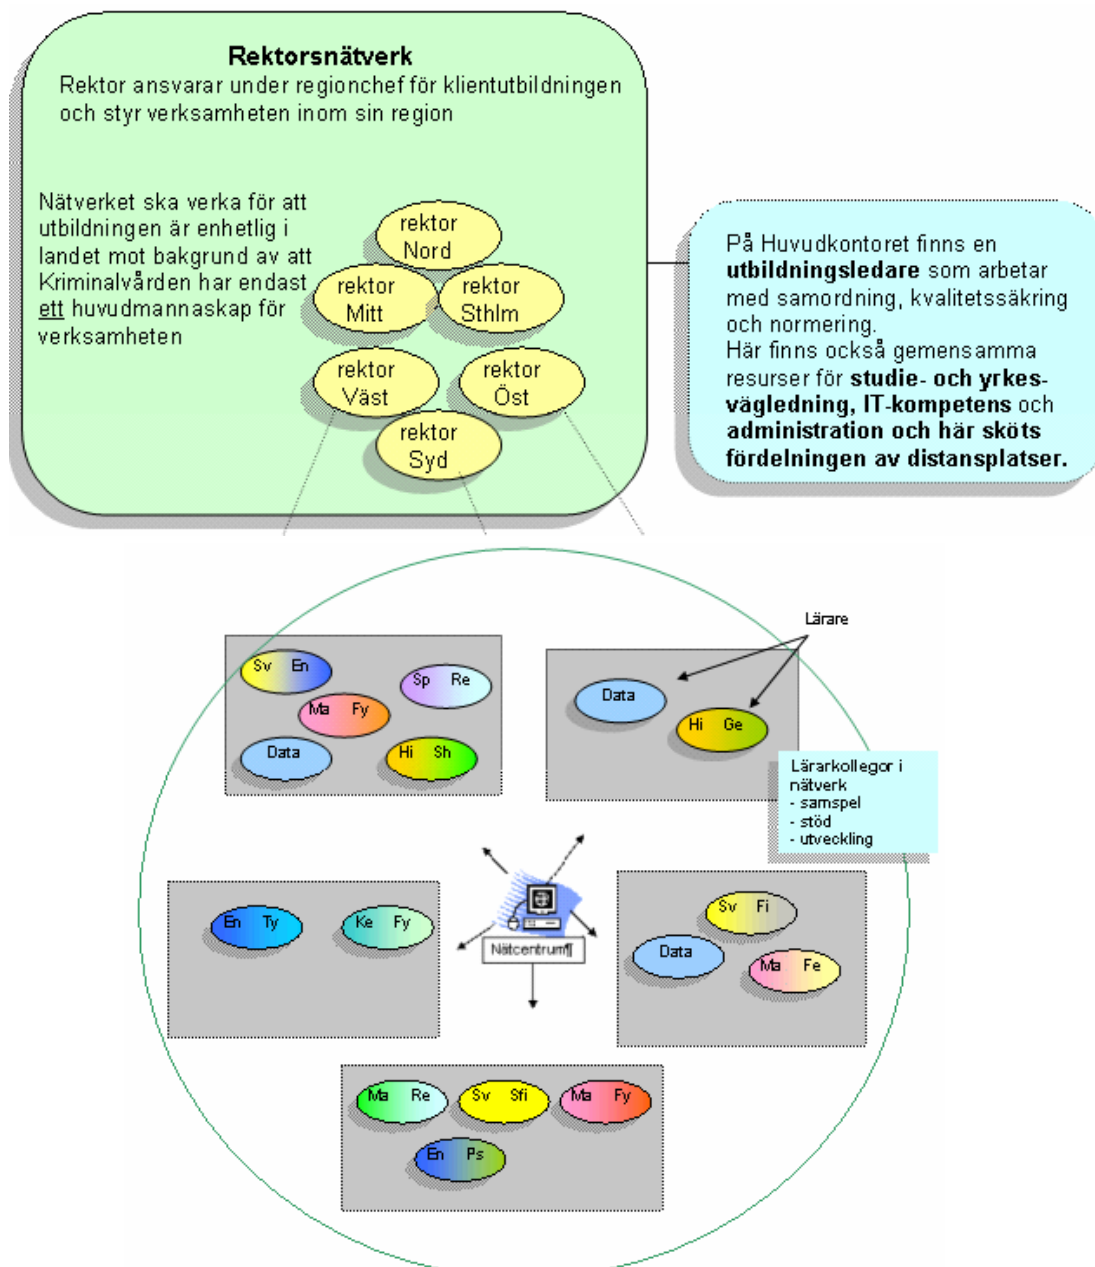 Rektorsnätverk
Rektor ansvarar under regionchef för klientutbildningen
och styr verksamheten inom sin region
Nätverket ska verka för att
utbildningen är enhetlig i
landet mot bakgrund av att
Kriminalvården har endast
ett huvudmannaskap för
verksamheten
rektor
Nord
rektor
Mitt
rektor
Sthlm
rektor
Väst
rektor
Öst
rektor
Syd
På Huvudkontoret finns en
utbildningsledare som arbetar
med samordning, kvalitetssäkring
och normering.
Här finns också gemensamma
resurser för studie- och yrkes-
vägledning, IT-kompetens och
administration och här sköts
fördelningen av distansplatser.
Lärare
Sv En
Sp Re
Ma Fy
Data
Hi Sh
Data
Hi Ge
Lärarkollegor i
nätverk
- samspel
- stöd
- utveckling
En Ty
Ke Fy
Nätcentrum¶
Sv Fi
Data
Ma Fe
Ma Re
Sv Sfi
Ma Fy
En Ps